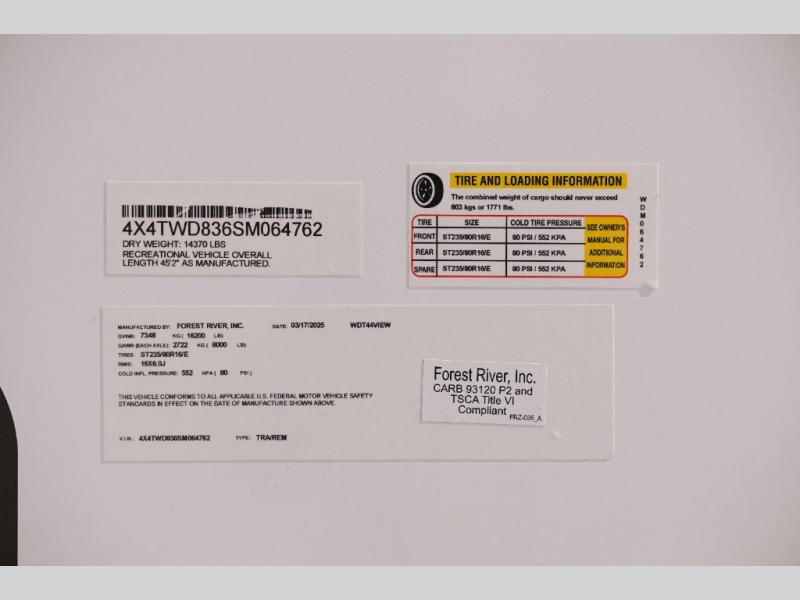 4X4TWD836SM064762
DRY WEIGHT: 14370 LBS
RECREATIONAL VEHICLE OVERALL
LENGTH 45'2" AS MANUFACTURED.
TIRE AND LOADING INFORMATION
The combined weight of cargo should never exceed
803 kgs or 1771 lbs.
TIRE SIZE COLD TIRE PRESSURE
FRONT ST235/80R16/E 80 PSI / 552 KPA
REAR ST235/80R16/E 80 PSI / 552 KPA
SPARE ST235/80R16/E 80 PSI / 552 KPA
SEE OWNER'S
MANUAL FOR
ADDITIONAL
INFORMATION
WDM064762
MANUFACTURED BY: FOREST RIVER, INC. DATE: 03/17/2025 WDT44VIEW
GVWR: 7348 KG ( 16200 LB)
GAWR (EACH AXLE): 2722 KG ( 6000 LB)
TIRES: ST235/80R16/E
RIMS: 16X6.0J
COLD INFL. PRESSURE: 552 KPA ( 80 PSI )
THIS VEHICLE CONFORMS TO ALL APPLICABLE U.S. FEDERAL MOTOR VEHICLE SAFETY
STANDARDS IN EFFECT ON THE DATE OF MANUFACTURE SHOWN ABOVE.
V.I.N.: 4X4TWD836SM064762 TYPE: TRA/REM
Forest River, Inc.
CARB 93120 P2 and
TSCA Title VI
Compliant
FRZ-035_A